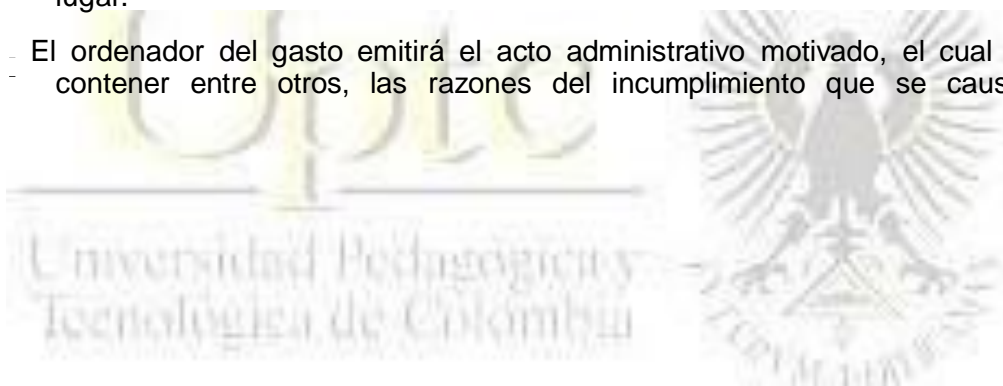 lugar.
El ordenador del gasto emitirá el acto administrativo motivado, el cual
contener entre otros, las razones del incumplimiento que se caus
Uptc
Universidad Pedagógica y
Tecnológica de Colombia